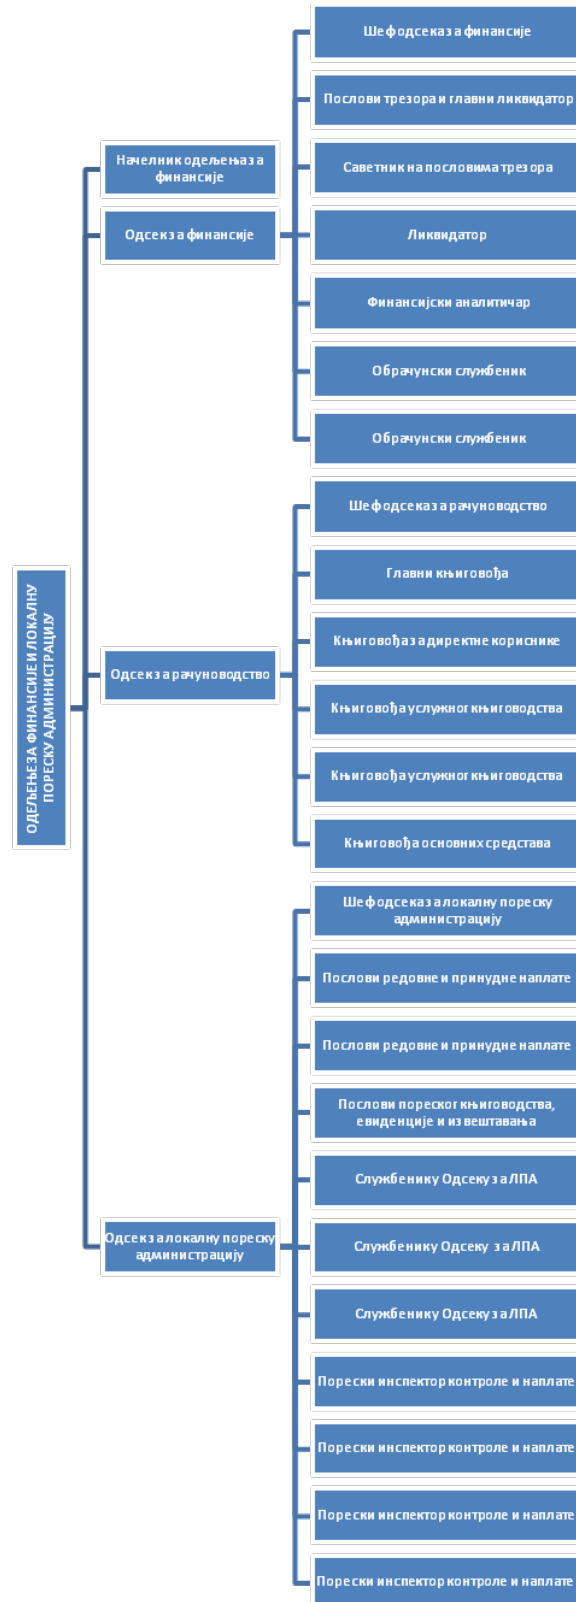 ОДЕЉЕЊЕ ЗА ФИНАНСИЈЕ И ЛОКАЛНУ
ПОРЕСКУ АДМИНИСТРАЦИЈУ
Начелник одељења за
финансије
Одсек за финансије
Шеф одсека за финансије
Послови трезора и главни ликвидатор
Саветник на пословима трезора
Ликвидатор
Финансијски аналитичар
Обрачунски службеник
Обрачунски службеник
Одсек за рачуноводство
Шеф одсека за рачуноводство
Главни књиговођа
Књиговођа за директне кориснике
Књиговођа услужног књиговодства
Књиговођа услужног књиговодства
Књиговођа основних средстава
Одсек за локалну пореску
администрацију
Шеф одсека за локалну пореску
администрацију
Послови редовне и принудне наплате
Послови редовне и принудне наплате
Послови пореског књиговодства,
евиденције и извештавања
Службеник у Одсеку за ЛПА
Службеник у Одсеку за ЛПА
Службеник у Одсеку за ЛПА
Порески инспектор контроле и наплате
Порески инспектор контроле и наплате
Порески инспектор контроле и наплате
Порески инспектор контроле и наплате